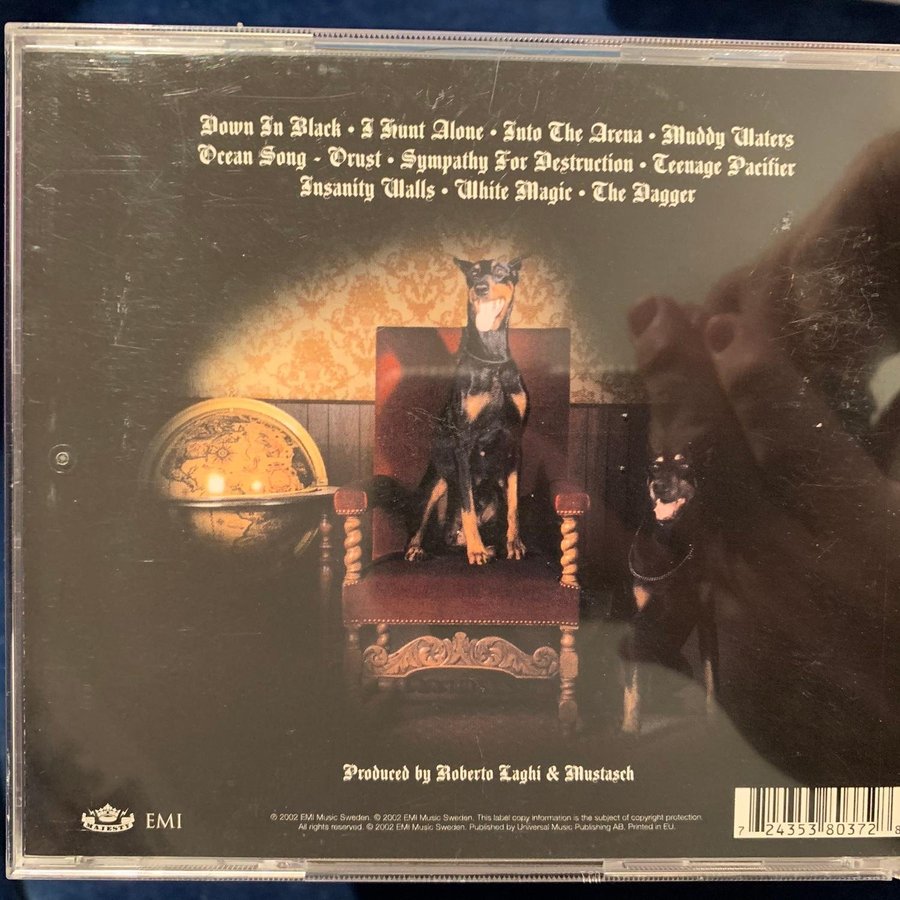 Down In Black • I Hunt Alone • Into The Arena • Muddy Waters
Ocean Song - Orust • Sympathy For Destruction • Teenage Pacifier
Insanity Walls • White Magic • The Dagger
Produced by Roberto Laghi & Mustasch
MAJESTY EMI
℗ 2002 EMI Music Sweden. © 2002 EMI Music Sweden. This label copy information is the subject of copyright protection.
All rights reserved. © 2002 EMI Music Sweden. Published by Universal Music Publishing AB. Printed in EU.
7 24353 80372 8